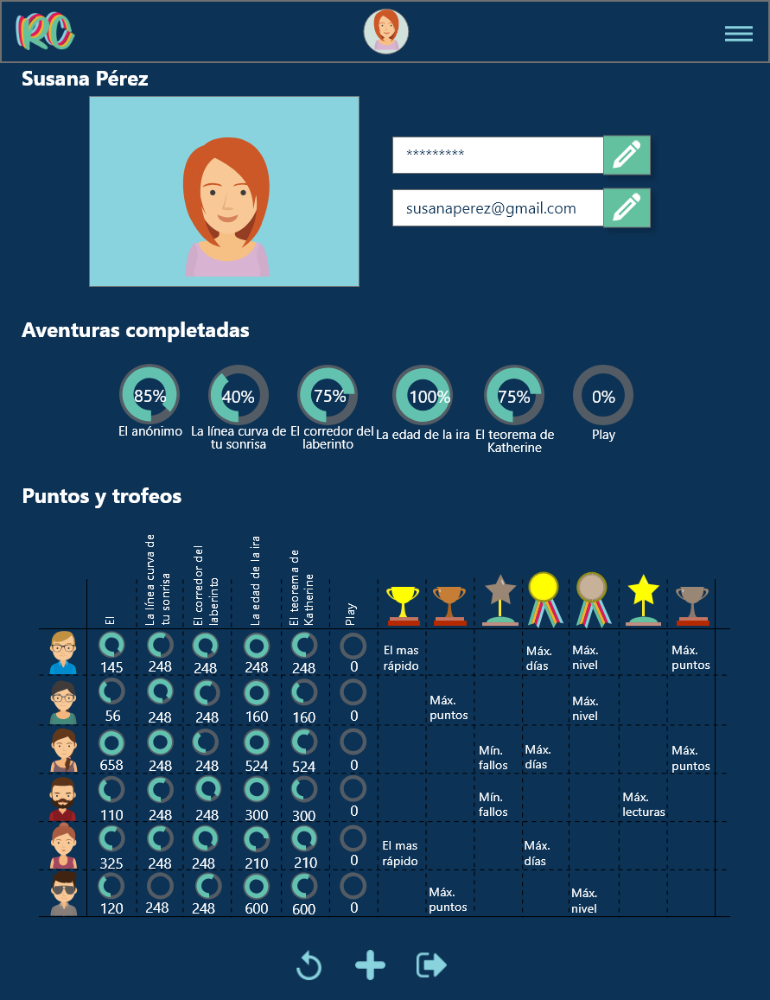 RC
Susana Pérez
*********
susanaperez@gmail.com
Aventuras completadas
85%
40%
75%
100%
75%
0%
El anónimo
La línea curva de
tu sonrisa
El corredor del
laberinto
La edad de la ira
El teorema de
Katherine
Play
Puntos y trofeos
El
La línea curva de
tu sonrisa
El corredor del
laberinto
La edad de la ira
El teorema de
Katherine
Play
145
248
248
248
248
0
El mas
rápido
Máx.
días
Máx.
nivel
Máx.
puntos
56
248
248
160
160
0
Máx.
puntos
Máx.
nivel
658
248
248
524
524
0
Mín.
fallos
Máx.
días
Máx.
puntos
110
248
248
300
300
0
Mín.
fallos
Máx.
lecturas
325
248
248
210
210
0
El mas
rápido
Máx.
días
120
248
248
600
600
0
Máx.
puntos
Máx.
nivel